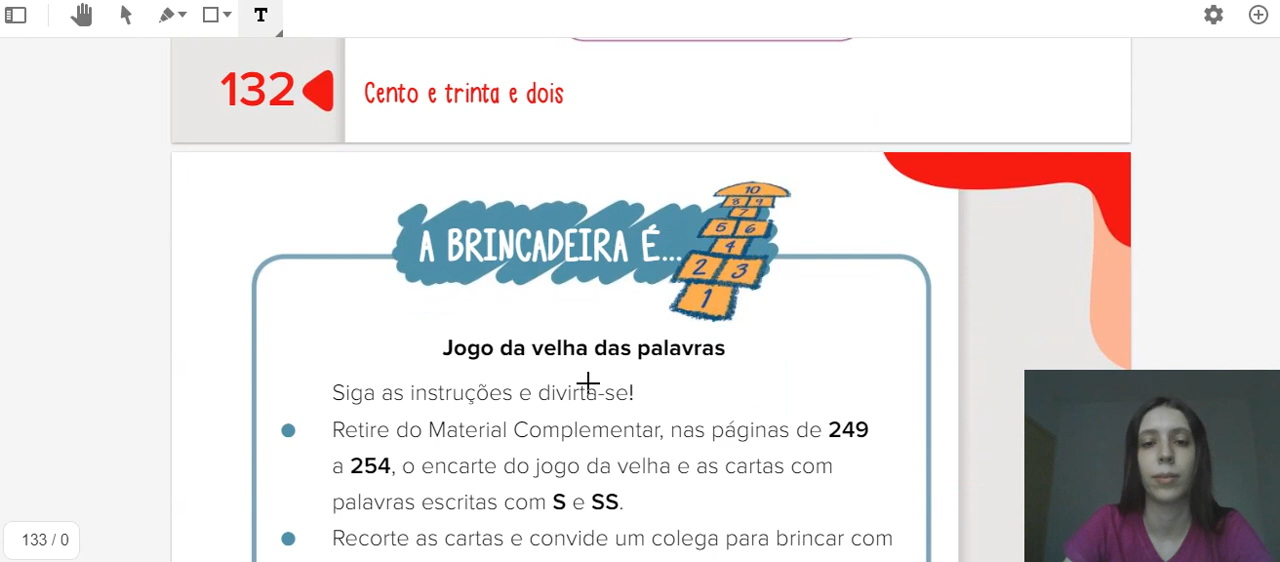 T
132
Cento e trinta e dois
A BRINCADEIRA É...
10
8 9
7
5 6
4
2 3
1
Jogo da velha das palavras
Siga as instruções e divirta-se!
Retire do Material Complementar, nas páginas de 249
a 254, o encarte do jogo da velha e as cartas com
palavras escritas com S e SS.
Recorte as cartas e convide um colega para brincar com
133 / 0